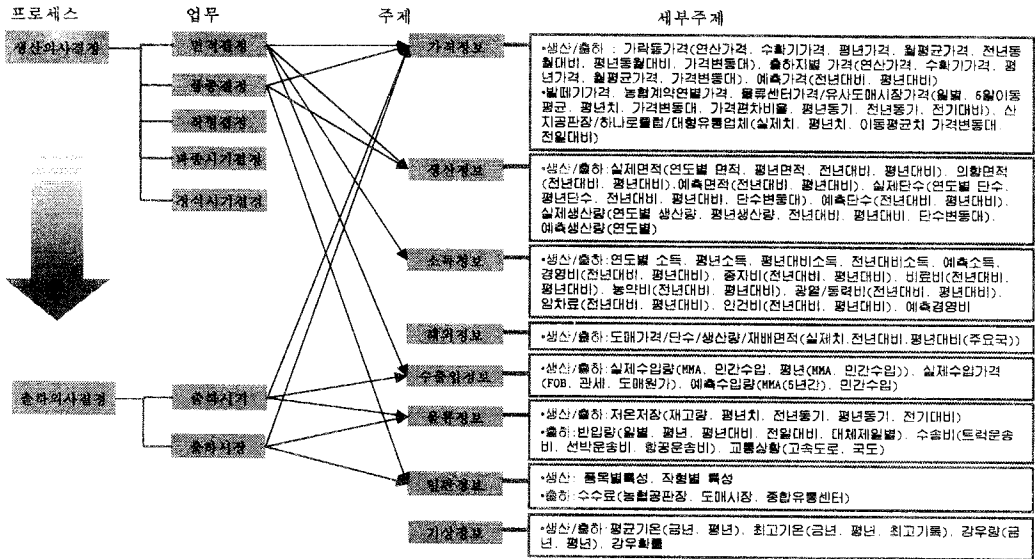 프로세스 업무 주제 세부주제
생산의사결정
면적결정
품종결정
작형결정
파종시기결정
정식시기결정
출하의사결정
출하시기
출하시장
가격정보
•생산/출하 : 가락동가격(연산가격, 수확기가격, 평년가격, 월평균가격, 전년동
월대비, 평년동월대비, 가격변동대), 출하지별 가격(연산가격, 수확기가격, 평
년가격, 월평균가격, 가격변동대), 예측가격(전년대비, 평년대비)
•밭떼기가격, 농협계약연별가격, 물류센터가격/유사도매시장가격(일별, 5일이동
평균, 평년치, 가격변동대, 가격편차비율, 평년동기, 전년동기, 전기대비), 산
지공판장/하나로클럽/대형유통업체(실제치, 평년치, 이동평균치 가격변동대,
전일대비)
생산정보
•생산/출하:실제면적(연도별 면적, 평년면적, 전년대비, 평년대비), 의향면적
(전년대비, 평년대비),예측면적(전년대비, 평년대비), 실제단수(연도별 단수,
평년단수, 전년대비, 평년대비, 단수변동대), 예측단수(전년대비, 평년대비),
실제생산량(연도별 생산량, 평년생산량, 전년대비, 평년대비, 단수변동대),
예측생산량(연도별)
소득정보
•생산/출하:연도별 소득, 평년소득, 평년대비소득, 전년대비소득, 예측소득,
경영비(전년대비, 평년대비), 종자비(전년대비, 평년대비), 비료비(전년대비,
평년대비), 농약비(전년대비, 평년대비), 광열/동력비(전년대비, 평년대비),
임차료(전년대비, 평년대비), 인건비(전년대비, 평년대비), 예측경영비
해외정보
•생산/출하:도매가격/단수/생산량/재배면적(실제치,전년대비,평년대비(주요국))
수출입정보
•생산/출하:실제수입량(MMA, 민간수입, 평년(MMA, 민간수입)), 실제수입가격
(FOB, 관세, 도매원가), 예측수입량(MMA(5년간), 민간수입)
물류정보
•생산/출하:저온저장(재고량, 평년치, 전년동기, 평년동기, 전기대비)
•출하:반입량(일별, 평년, 평년대비, 전일대비, 대체제일별), 수송비(트럭운송
비, 선박운송비, 항공운송비), 교통상황(고속도로, 국도)
일반정보
•생산: 품목별특성, 작형별 특성
•출하:수수료(농협공판장, 도매시장, 종합유통센터)
기상정보
•생산/출하:평균기온(금년, 평년), 최고기온(금년, 평년, 최고기록), 강우량(금
년, 평년), 강우확률